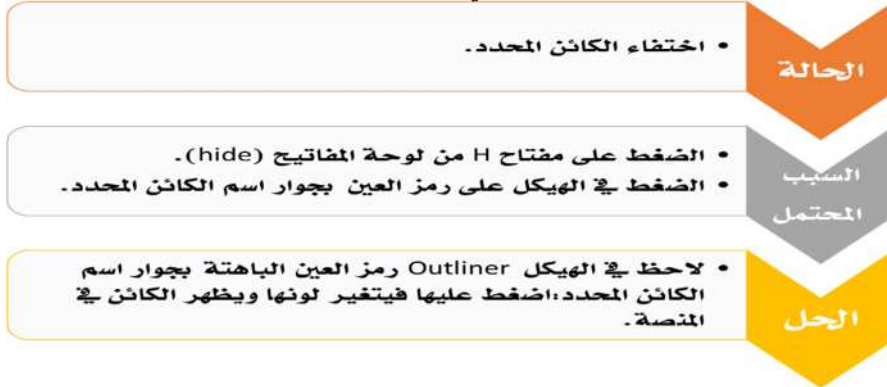 الحالة
• اختفاء الكائن المحدد.
السبب
المحتمل
• الضغط على مفتاح H من لوحة المفاتيح (hide).
• الضغط في الهيكل على رمز العين بجوار اسم الكائن المحدد.
الحل
• لاحظ في الهيكل Outliner رمز العين الباهتة بجوار اسم
الكائن المحدد،اضغط عليها فيتغير لونها ويظهر الكائن في
المنصة.